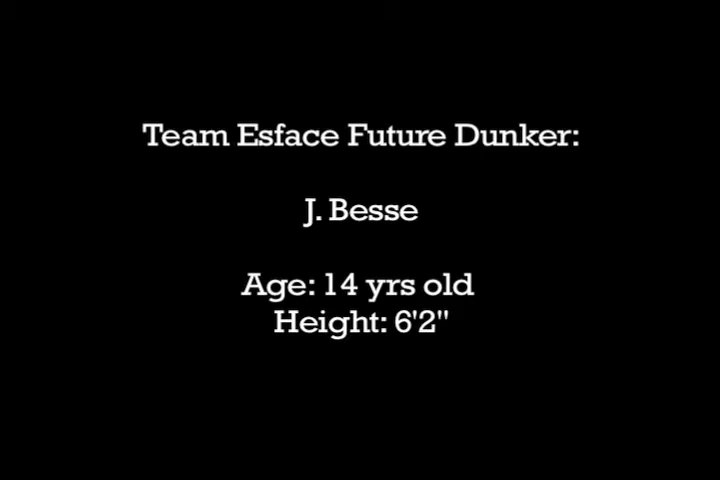 Team Esface Future Dunker:
J. Besse
Age: 14 yrs old
Height: 6'2"